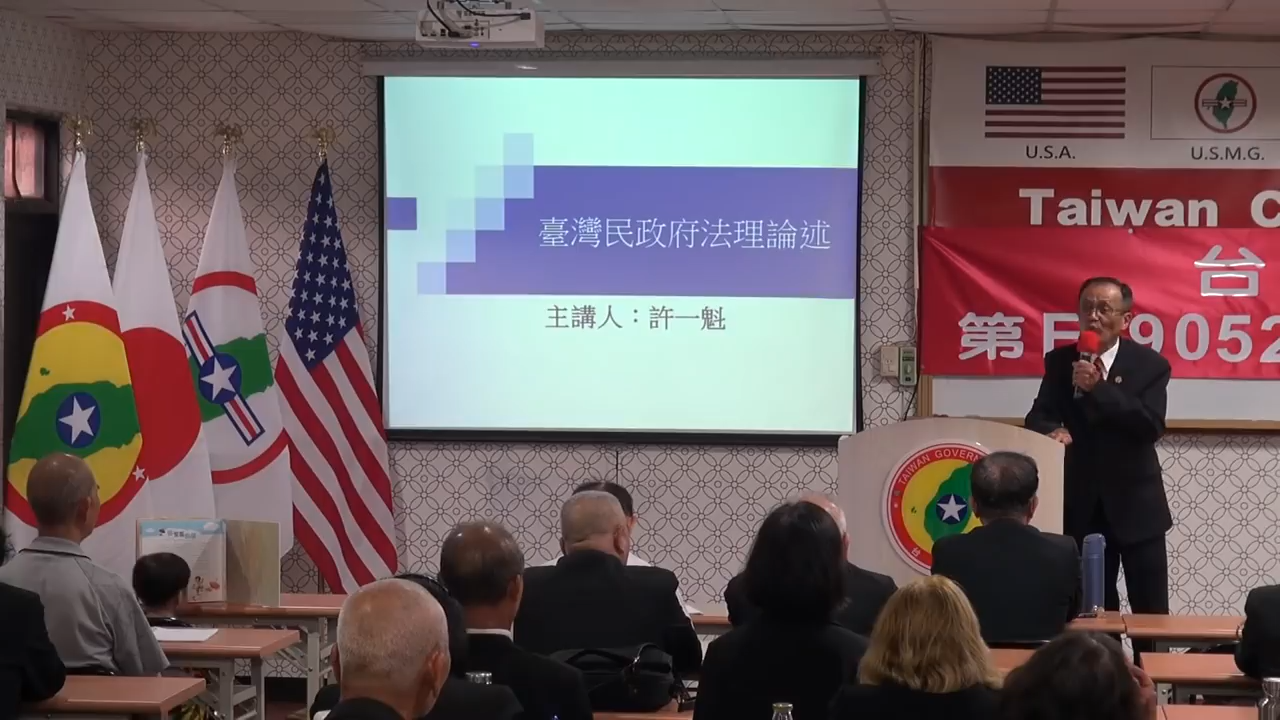 臺灣民政府法理論述
主講人：許一魁
U.S.A.
U.S.M.G.
Taiwan C
台
第 9052
TAIWAN GOVERN
台